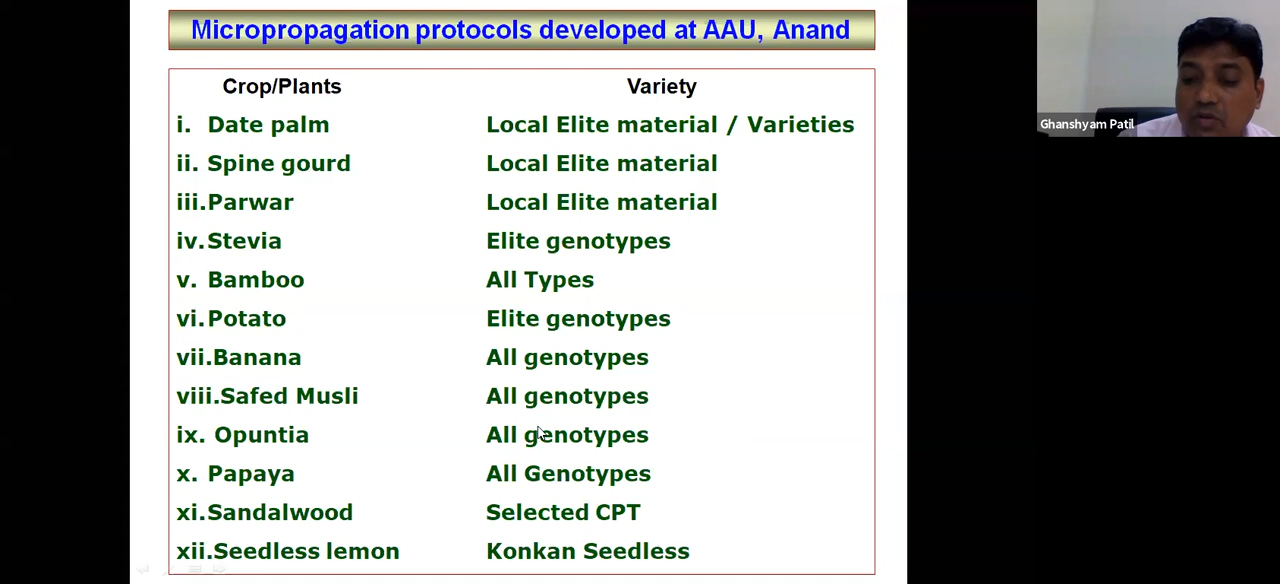 Micropropagation protocols developed at AAU, Anand
Crop/Plants Variety
i. Date palm Local Elite material / Varieties
ii. Spine gourd Local Elite material
iii.Parwar Local Elite material
iv.Stevia Elite genotypes
v. Bamboo All Types
vi.Potato Elite genotypes
vii.Banana All genotypes
viii.Safed Musli All genotypes
ix. Opuntia All genotypes
x. Papaya All Genotypes
xi.Sandalwood Selected CPT
xii.Seedless lemon Konkan Seedless
Ghanshyam Patil